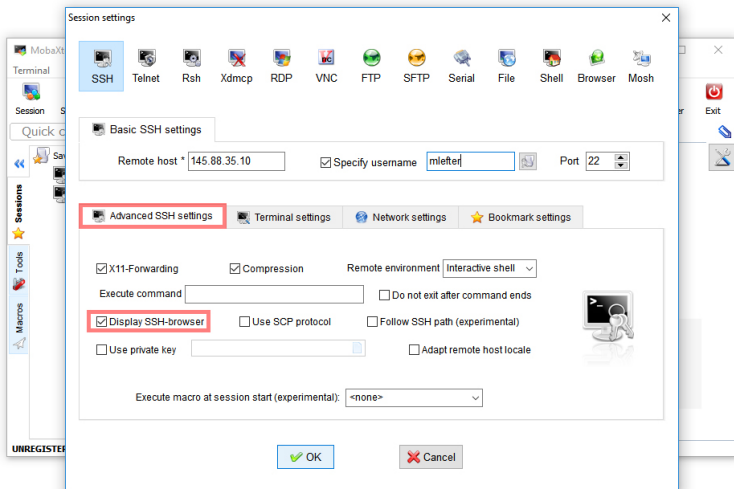 Session settings
MobaXt
Terminal
Session
Quick c
Sav
Sessions
Tools
Macros
UNREGISTER
Exit
SSH Telnet Rsh Xdmcp RDP VNC FTP SFTP Serial File Shell Browser Mosh
Basic SSH settings
Remote host * 145.88.35.10 Specify username mlefter Port 22
Advanced SSH settings Terminal settings Network settings Bookmark settings
X11-Forwarding Compression Remote environment Interactive shell
Execute command Do not exit after command ends
Display SSH-browser Use SCP protocol Follow SSH path (experimental)
Use private key Adapt remote host locale
Execute macro at session start (experimental): <none>
OK Cancel